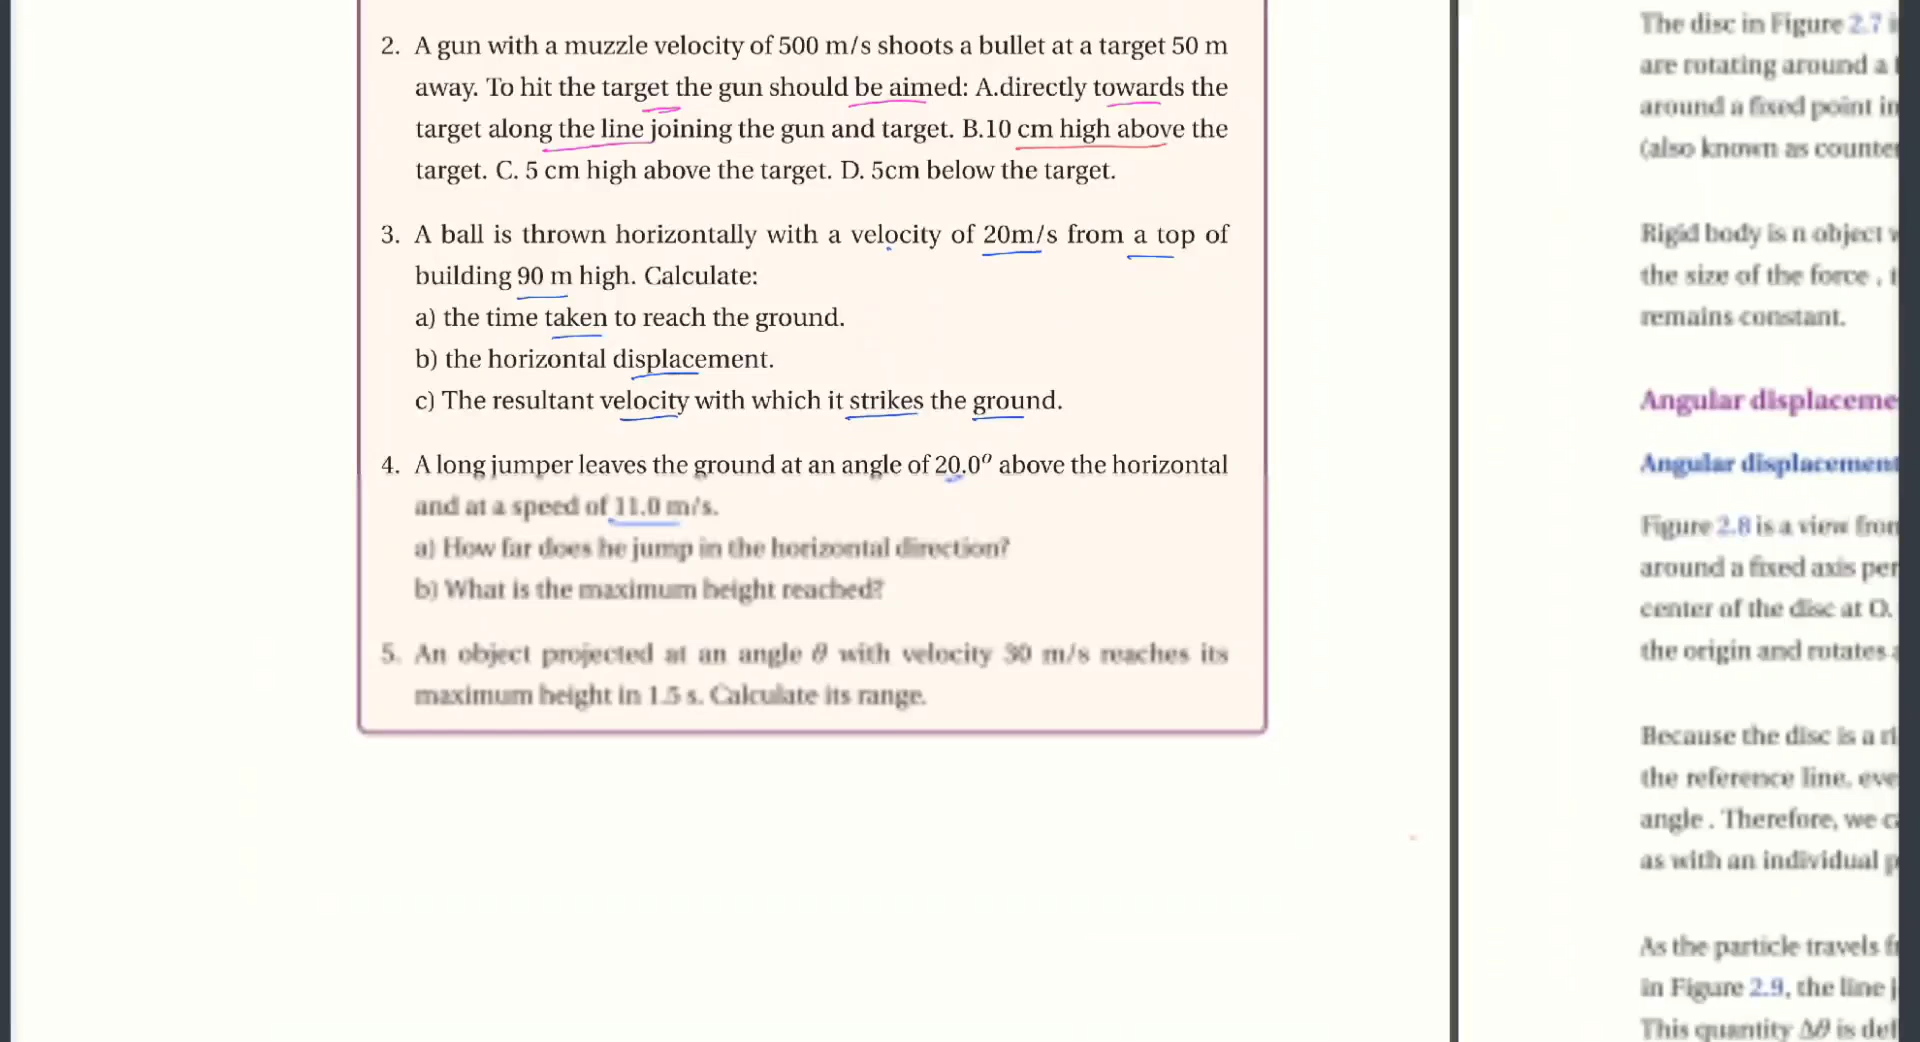 2. A gun with a muzzle velocity of 500 m/s shoots a bullet at a target 50 m
away. To hit the target the gun should be aimed: A.directly towards the
target along the line joining the gun and target. B.10 cm high above the
target. C. 5 cm high above the target. D. 5cm below the target.
3. A ball is thrown horizontally with a velocity of 20m/s from a top of
building 90 m high. Calculate:
a) the time taken to reach the ground.
b) the horizontal displacement.
c) The resultant velocity with which it strikes the ground.
4. A long jumper leaves the ground at an angle of 20.0º above the horizontal
and at a speed of 11.0 m/s.
a) How far does he jump in the horizontal direction?
b) What is the maximum height reached?
5. An object projected at an angle θ with velocity 30 m/s reaches its
maximum height in 1.5 s. Calculate its range.
The disc in Figure 2.7
are rotating around a
around a fixed point in
(also known as
Rigid body is n object
the size of the force ,
remains constant.
Angular
Angular displacement
Figure 2.8 is a view
around a fixed axis
center of the disc at O.
the origin and rotates
Because the disc is a
the reference line,
angle . Therefore, we
as with an individual
As the particle travels
in Figure 2.9, the line
This quantity Δθ is